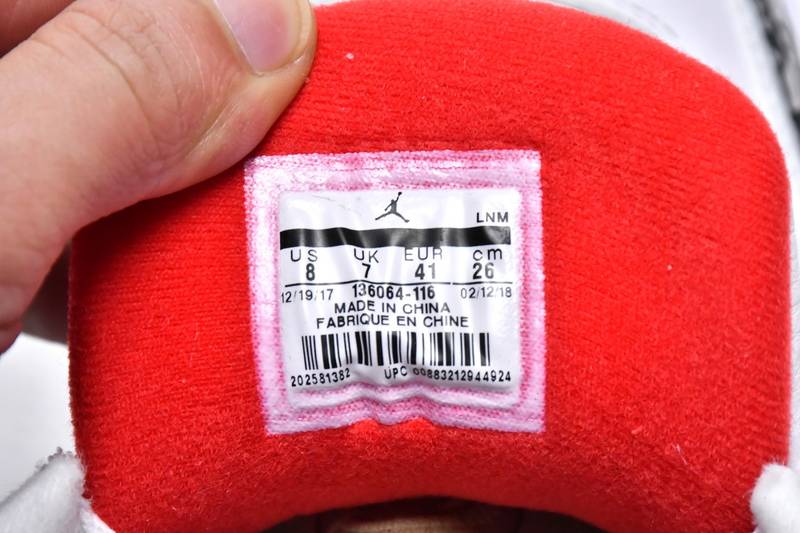 LNM
US UK EUR cm
8 7 41 26
12/19/17 136064-116 02/12/18
MADE IN CHINA
FABRIQUE EN CHINE
202581382 UPC 00883212944924